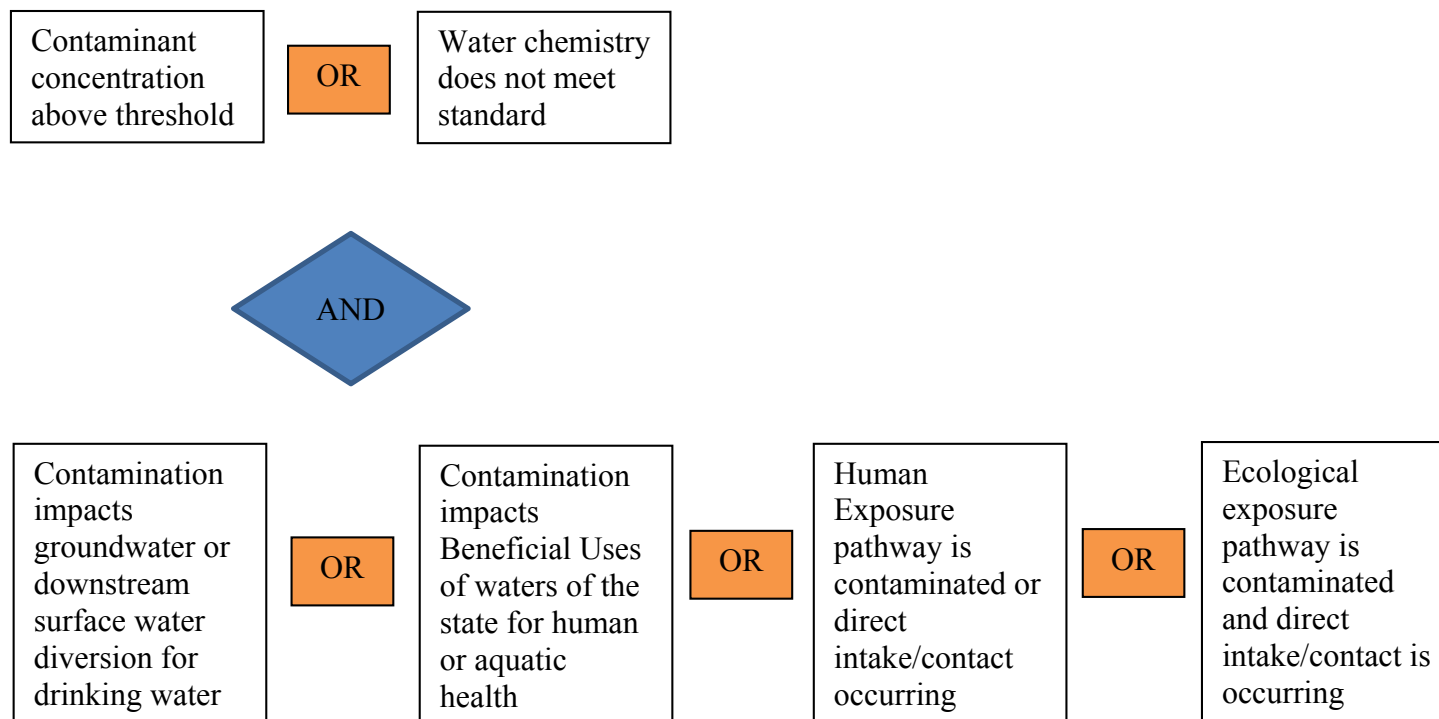 Contaminant
concentration
above threshold
OR
Water chemistry
does not meet
standard
AND
Contamination
impacts
groundwater or
downstream
surface water
diversion for
drinking water
OR
Contamination
impacts
Beneficial Uses
of waters of the
state for human
or aquatic
health
OR
Human
Exposure
pathway is
contaminated or
direct
intake/contact
occurring
OR
Ecological
exposure
pathway is
contaminated
and direct
intake/contact is
occurring